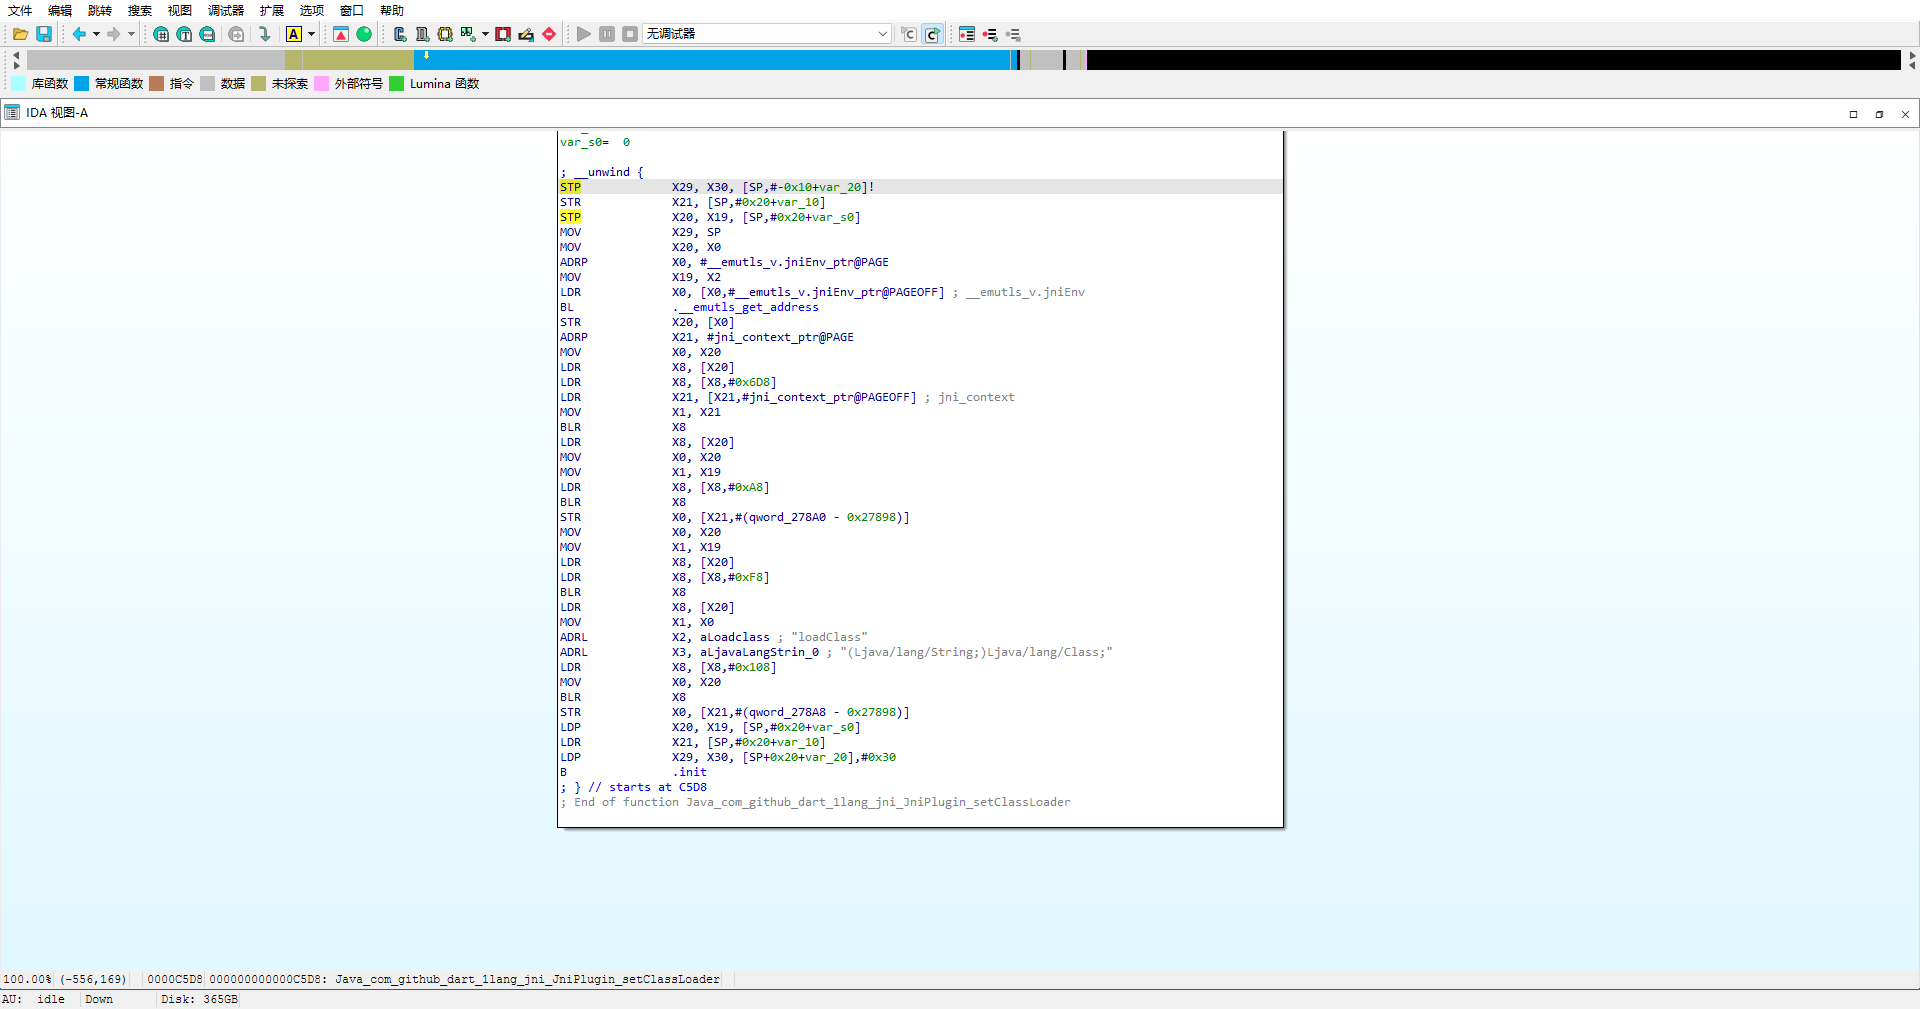 文件 编辑 跳转 搜索 视图 调试器 扩展 选项 窗口 帮助
无调试器
库函数 常规函数 指令 数据 未探索 外部符号 Lumina 函数
IDA 视图-A
var_s0= 0
; __unwind {
STP X29, X30, [SP,#-0x10+var_20]!
STR X21, [SP,#0x20+var_10]
STP X20, X19, [SP,#0x20+var_s0]
MOV X29, SP
MOV X20, X0
ADRP X0, #__emutls_v.jniEnv_ptr@PAGE
MOV X19, X2
LDR X0, [X0,#__emutls_v.jniEnv_ptr@PAGEOFF] ; __emutls_v.jniEnv
BL .__emutls_get_address
STR X20, [X0]
ADRP X21, #jni_context_ptr@PAGE
MOV X0, X20
LDR X8, [X20]
LDR X8, [X8,#0x6D8]
LDR X21, [X21,#jni_context_ptr@PAGEOFF] ; jni_context
MOV X1, X21
BLR X8
LDR X8, [X20]
MOV X0, X20
MOV X1, X19
LDR X8, [X8,#0xA8]
BLR X8
STR X0, [X21,#(qword_278A0 - 0x27898)]
MOV X0, X20
MOV X1, X19
LDR X8, [X20]
LDR X8, [X8,#0xF8]
BLR X8
LDR X8, [X20]
MOV X1, X0
ADRL X2, aLoadclass ; "loadClass"
ADRL X3, aLjavaLangStrin_0 ; "(Ljava/lang/String;)Ljava/lang/Class;"
LDR X8, [X8,#0x108]
MOV X0, X20
BLR X8
STR X0, [X21,#(qword_278A8 - 0x27898)]
LDP X20, X19, [SP,#0x20+var_s0]
LDR X21, [SP,#0x20+var_10]
LDP X29, X30, [SP+0x20+var_20],#0x30
B .init
; } // starts at C5D8
; End of function Java_com_github_dart_1lang_jni_JniPlugin_setClassLoader
100.00% (-556,169) 0000C5D8 000000000000C5D8: Java_com_github_dart_1lang_jni_JniPlugin_setClassLoader
AU: idle Down Disk: 365GB